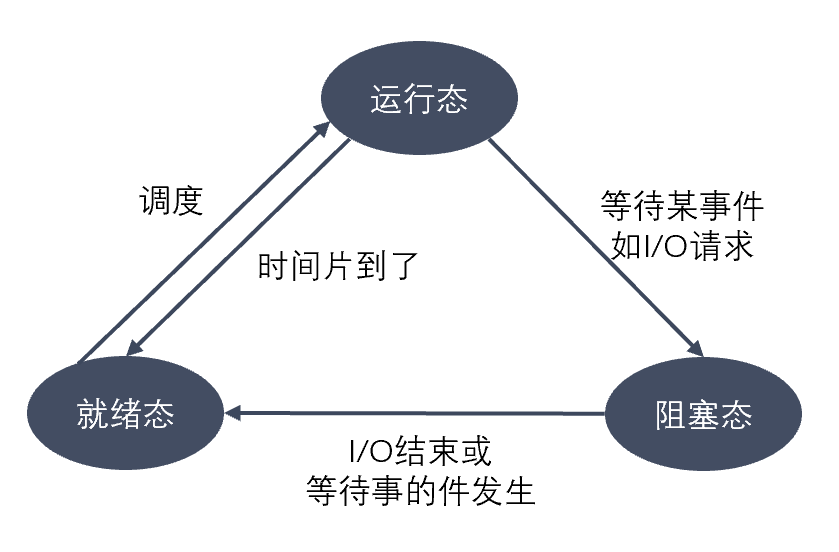 运行态
调度
等待某事件
如I/O请求
时间片到了
就绪态
阻塞态
I/O结束或
等待事的件发生